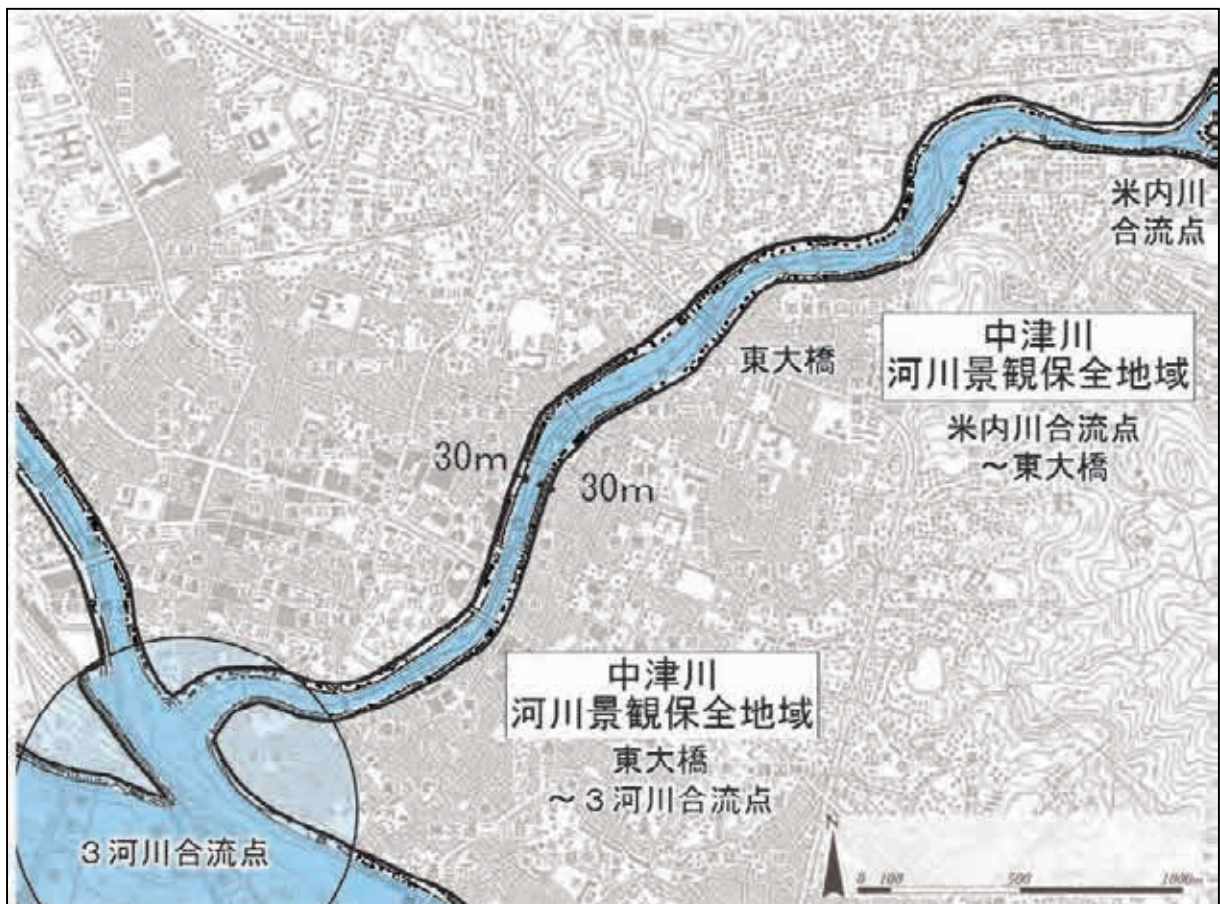 米内川
合流点
中津川
河川景観保全地域
米内川合流点
～東大橋
東大橋
30m
30m
中津川
河川景観保全地域
東大橋
～３河川合流点
３河川合流点
N
0 100 500 1000m